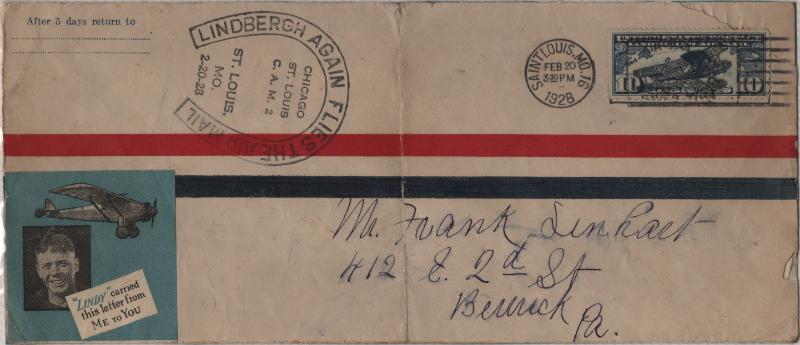 After 5 days return to
LINDBERGH AGAIN FLIES THE AIR MAIL
CHICAGO
ST. LOUIS
C. A. M. 2
ST. LOUIS,
MO.
2-20-28
SAINT LOUIS, MO. 16
FEB 20
PM
1928
10 10
"LINDY" carried
this letter from
ME TO YOU
Mr. Frank Linhart
412 E. 2d St
Berwick
Pa.